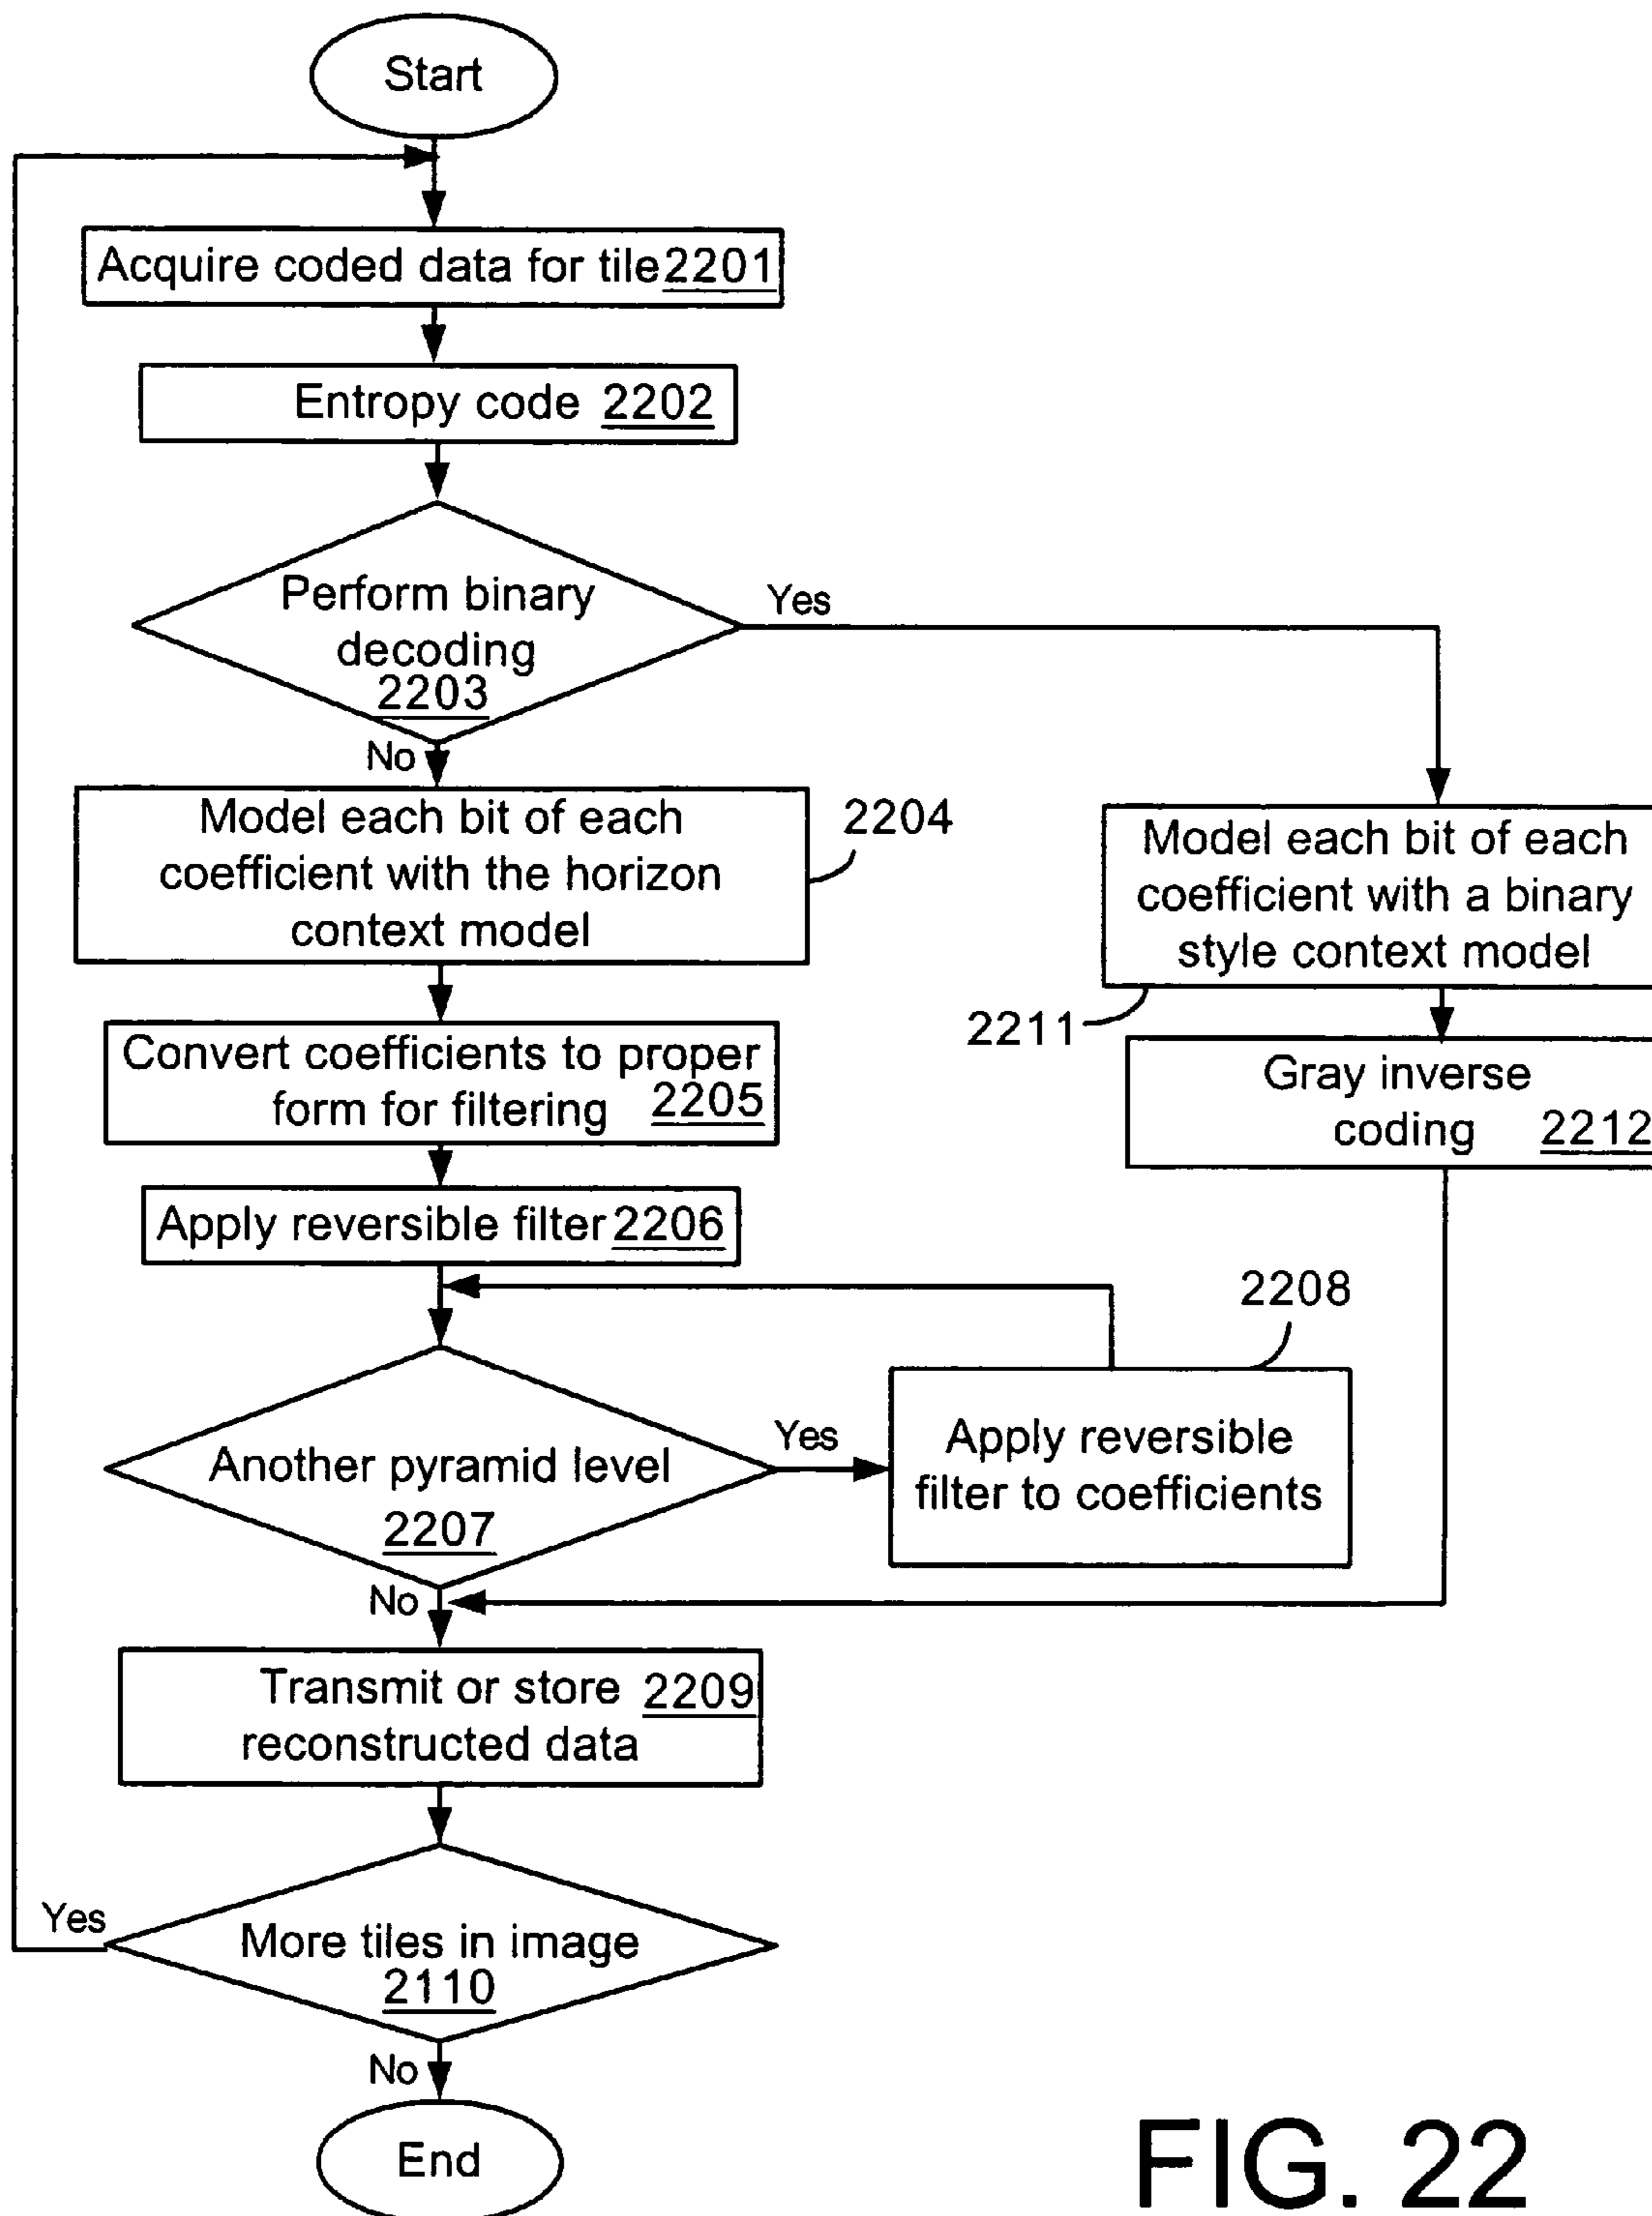 Start
Acquire coded data for tile 2201
Entropy code 2202
Perform binary
decoding
2203
Yes
No
Model each bit of each
coefficient with the horizon
context model
2204
Model each bit of each
coefficient with a binary
style context model
2211
Convert coefficients to proper
form for filtering 2205
Gray inverse
coding 2212
Apply reversible filter 2206
2208
Another pyramid level
2207
Yes
Apply reversible
filter to coefficients
No
Transmit or store 2209
reconstructed data
More tiles in image
2110
Yes
No
End
FIG. 22